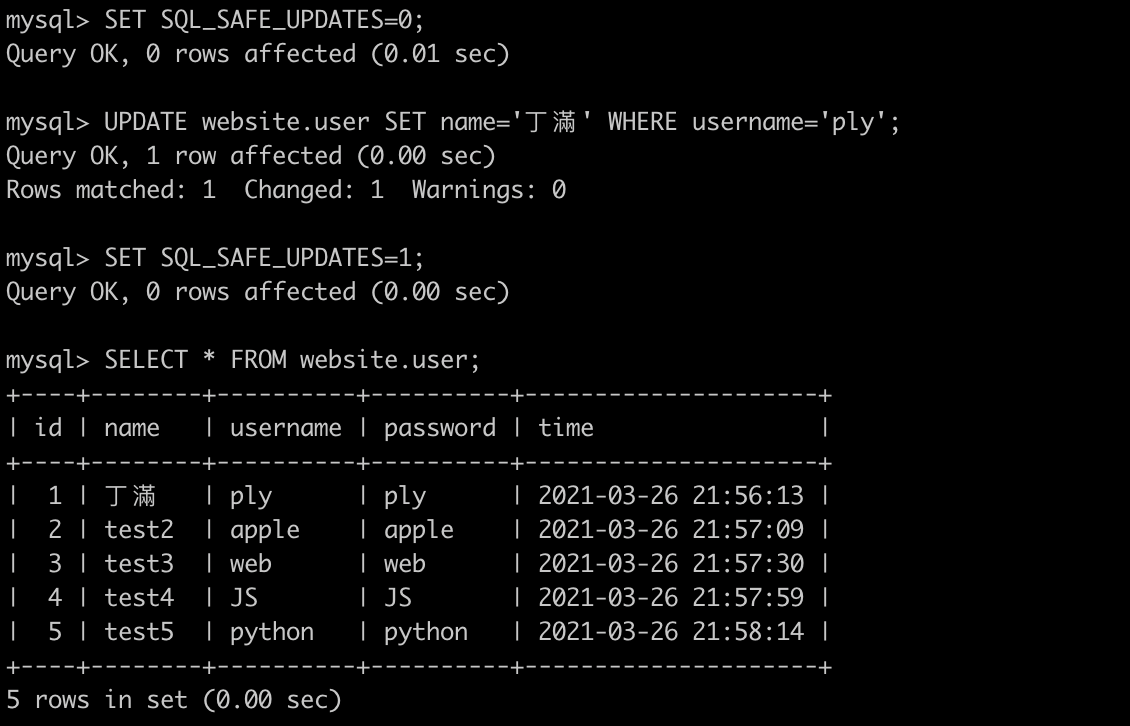 mysql> SET SQL_SAFE_UPDATES=0;
Query OK, 0 rows affected (0.01 sec)
mysql> UPDATE website.user SET name='丁滿' WHERE username='ply';
Query OK, 1 row affected (0.00 sec)
Rows matched: 1  Changed: 1  Warnings: 0
mysql> SET SQL_SAFE_UPDATES=1;
Query OK, 0 rows affected (0.00 sec)
mysql> SELECT * FROM website.user;
+----+--------+----------+----------+---------------------+
| id | name   | username | password | time                |
+----+--------+----------+----------+---------------------+
|  1 | 丁滿   | ply      | ply      | 2021-03-26 21:56:13 |
|  2 | test2  | apple    | apple    | 2021-03-26 21:57:09 |
|  3 | test3  | web      | web      | 2021-03-26 21:57:30 |
|  4 | test4  | JS       | JS       | 2021-03-26 21:57:59 |
|  5 | test5  | python   | python   | 2021-03-26 21:58:14 |
+----+--------+----------+----------+---------------------+
5 rows in set (0.00 sec)